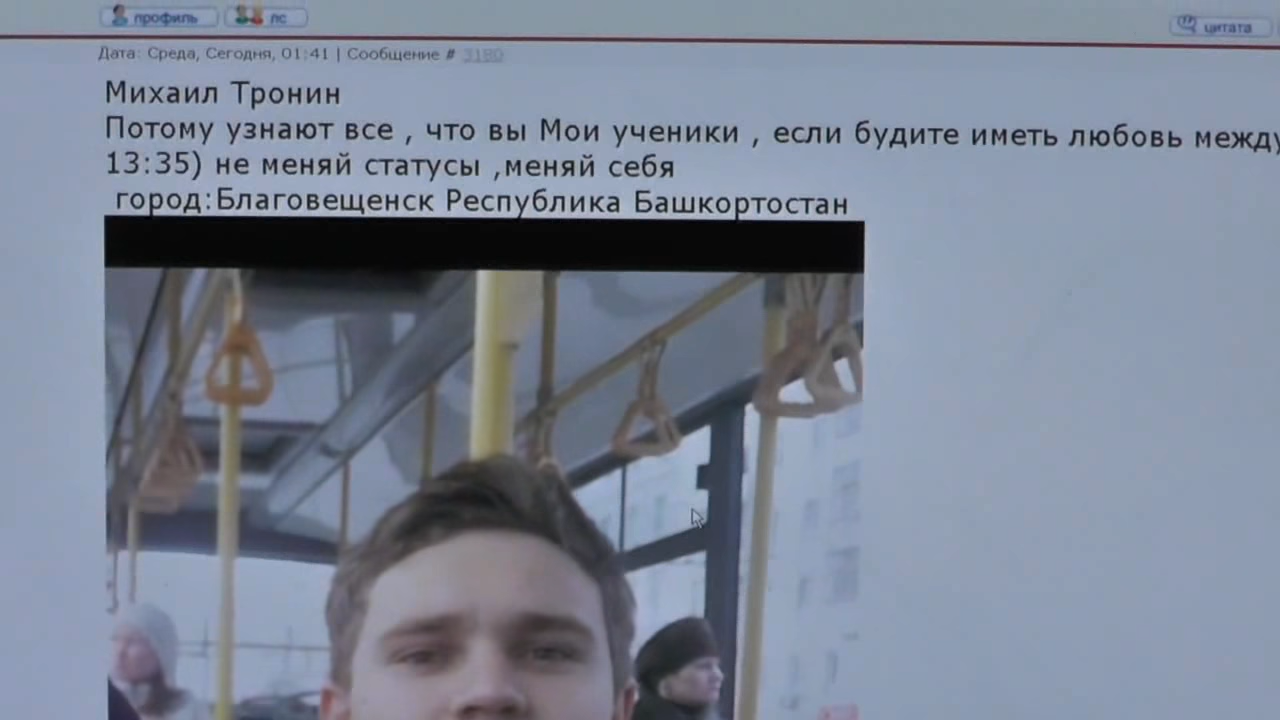 профиль лс цитата
Дата: Среда, Сегодня, 01:41 | Сообщение # 3180
Михаил Тронин
Потому узнают все , что вы Мои ученики , если будите иметь любовь между
13:35) не меняй статусы ,меняй себя
город:Благовещенск Республика Башкортостан